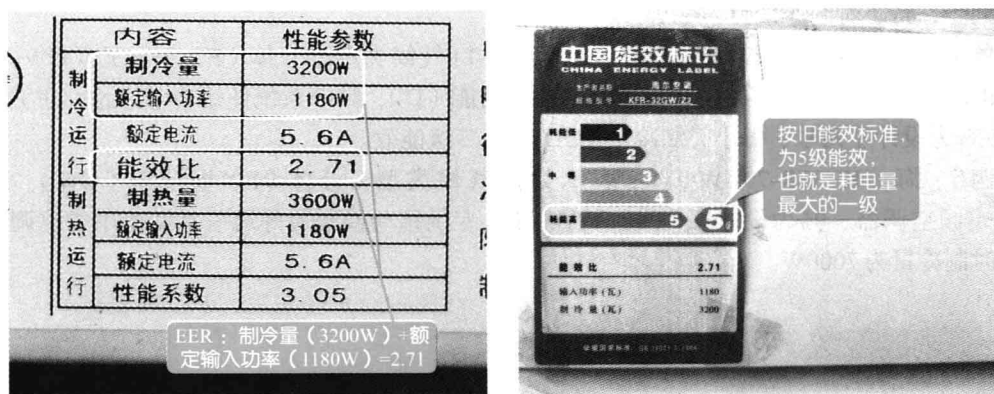 内容 性能参数
制冷运行
制冷量 3200W
额定输入功率 1180W
额定电流 5.6A
能效比 2.71
制热运行
制热量 3600W
额定输入功率 1180W
额定电流 5.6A
性能系数 3.05
EER：制冷量（3200W）÷额
定输入功率（1180W）=2.71
中国能效标识
CHINA ENERGY LABEL
KFR-32GW/Z2
耗能低 1
2
中等 3
4
耗能高 5 5
按旧能效标准，
为5级能效，
也就是耗电量
最大的一级
能效比 2.71
输入功率（瓦） 1180
制冷量（瓦） 3200